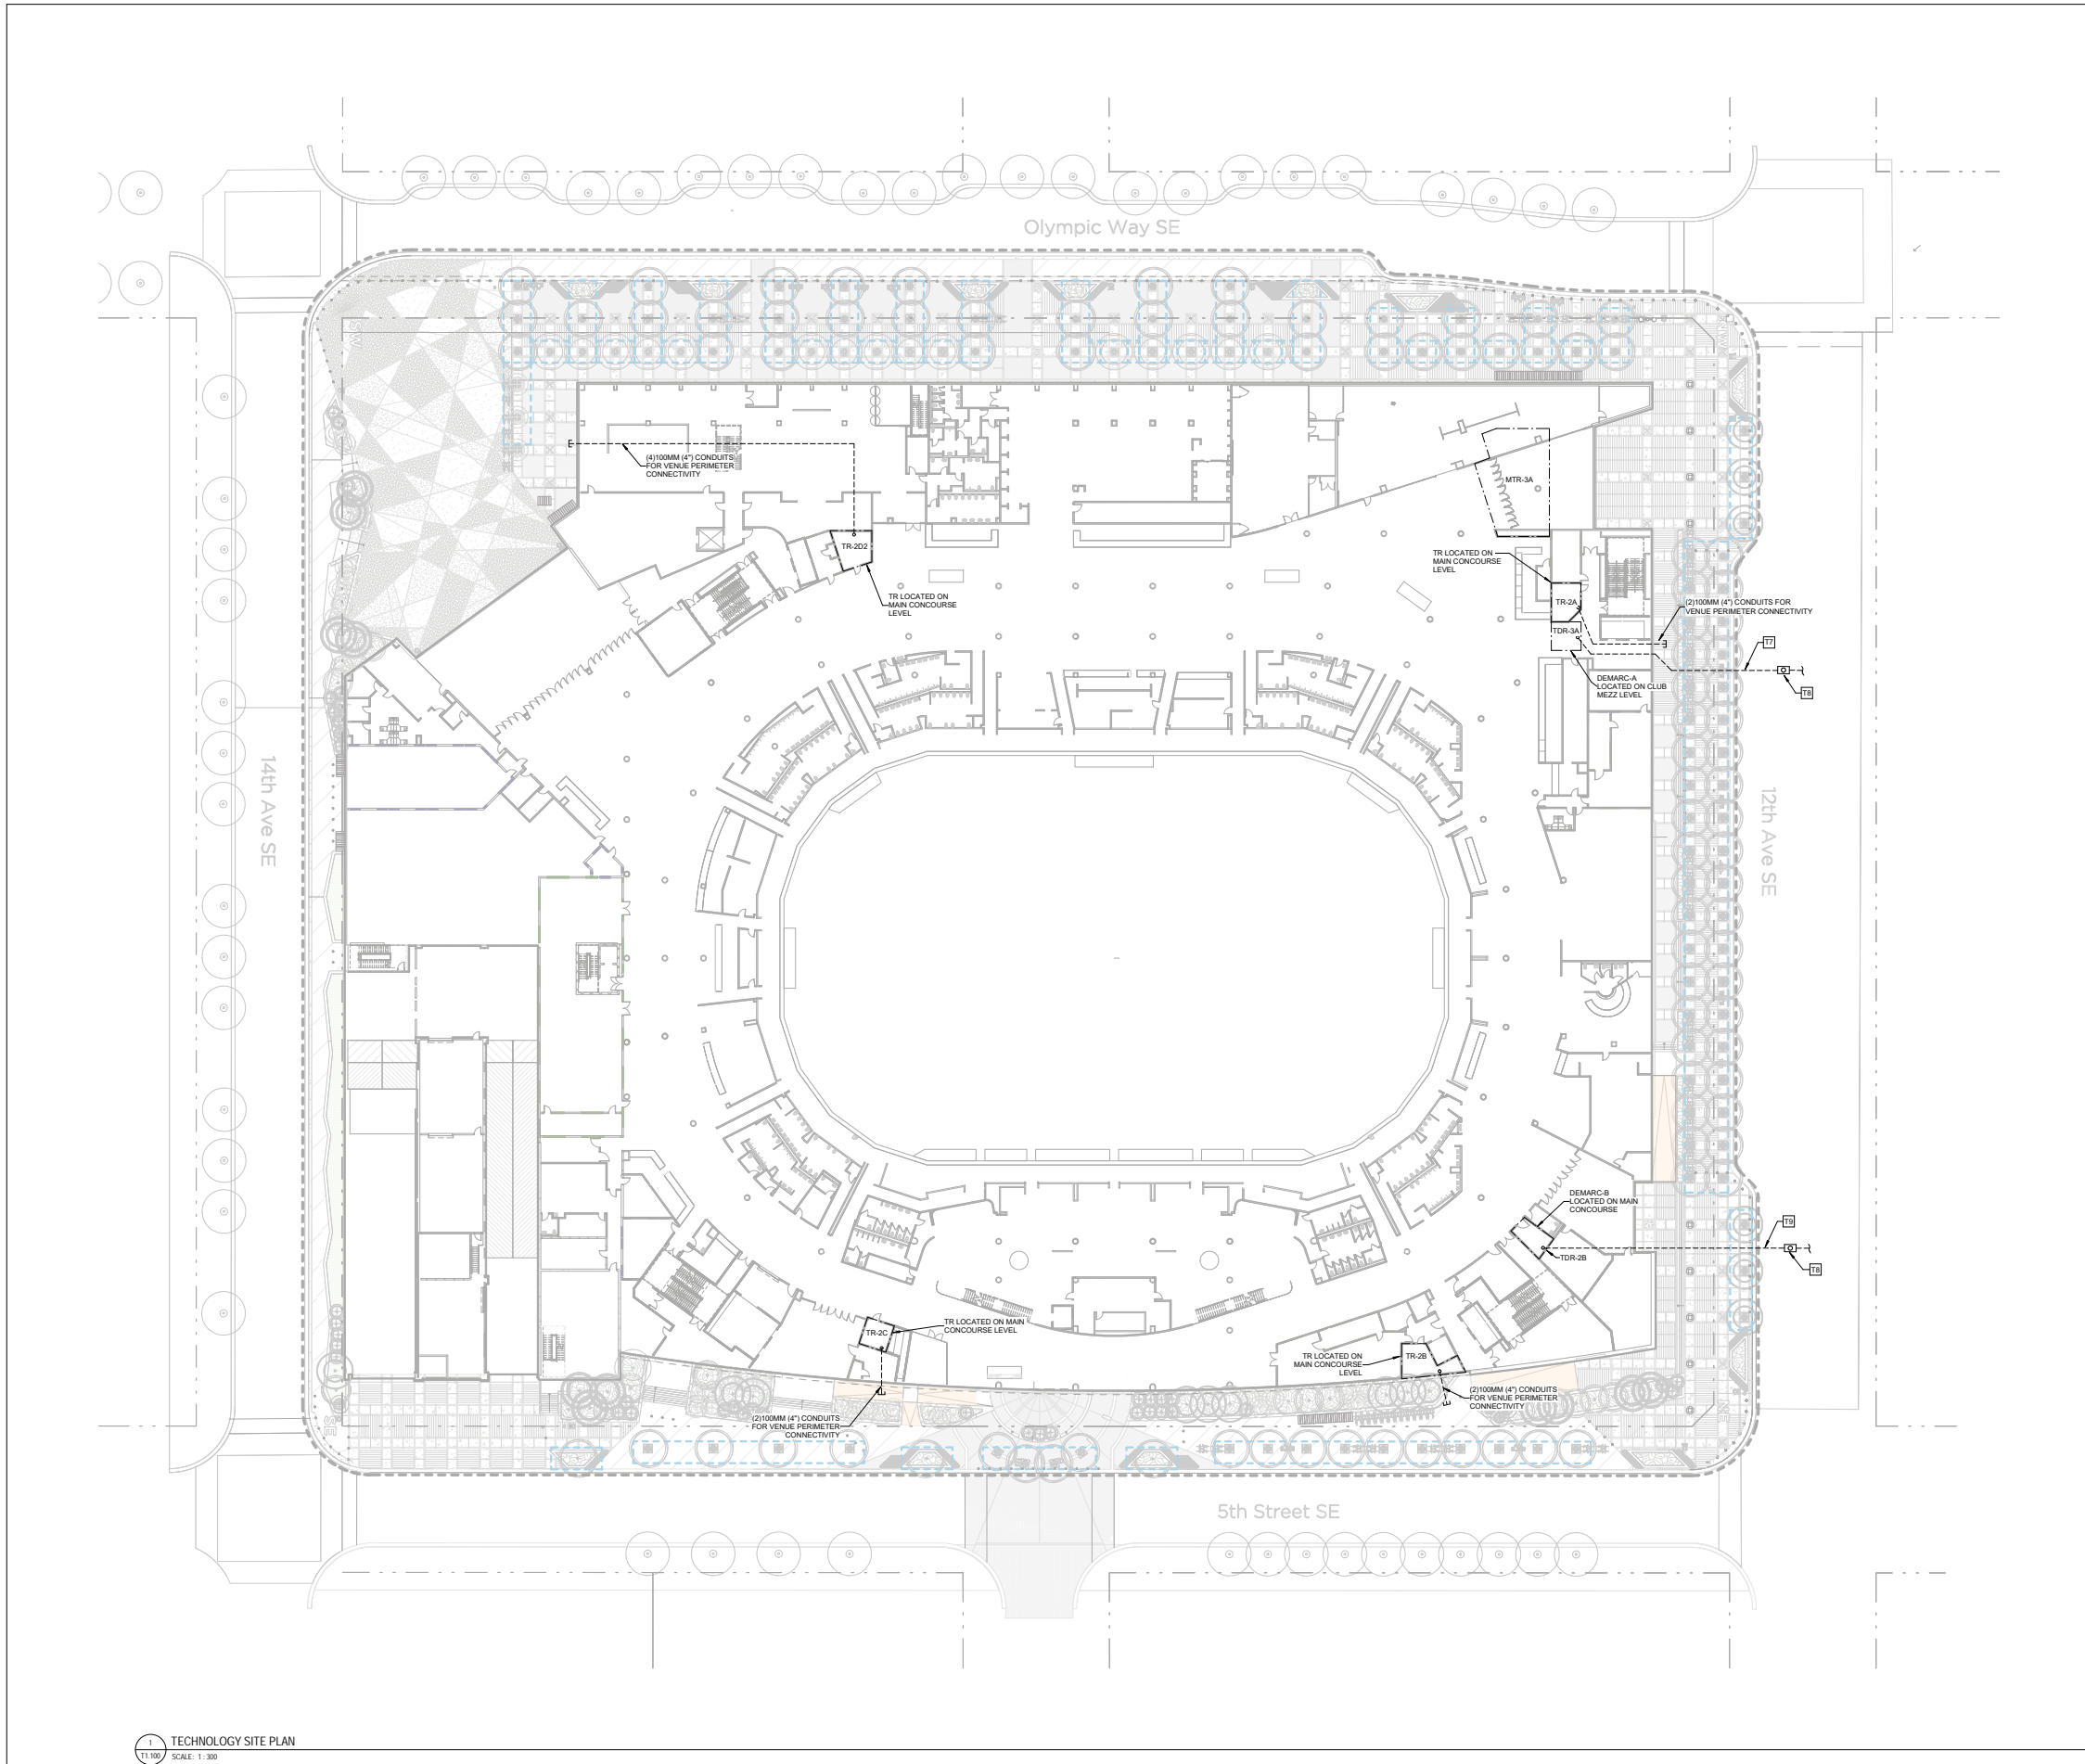 Olympic Way SE
SW
NW
(4)100MM (4") CONDUITS
FOR VENUE PERIMETER
CONNECTIVITY
MTR-3A
TR-2D2
TR LOCATED ON
MAIN CONCOURSE
LEVEL
TR LOCATED ON
MAIN CONCOURSE
LEVEL
TR-2A
(2)100MM (4") CONDUITS FOR
VENUE PERIMETER CONNECTIVITY
TDR-3A
T7
DEMARC-A
LOCATED ON CLUB
MEZZ LEVEL
T8
14th Ave SE
12th Ave SE
DEMARC-B
LOCATED ON MAIN
CONCOURSE
T9
TDR-2B
T8
TR-2C
TR LOCATED ON MAIN
CONCOURSE LEVEL
TR LOCATED ON
MAIN CONCOURSE
LEVEL
TR-2B
(2)100MM (4") CONDUITS
FOR VENUE PERIMETER
CONNECTIVITY
(2)100MM (4") CONDUITS
FOR VENUE PERIMETER
CONNECTIVITY
SE
NE
5th Street SE
1
T1.100
TECHNOLOGY SITE PLAN
SCALE: 1 : 300